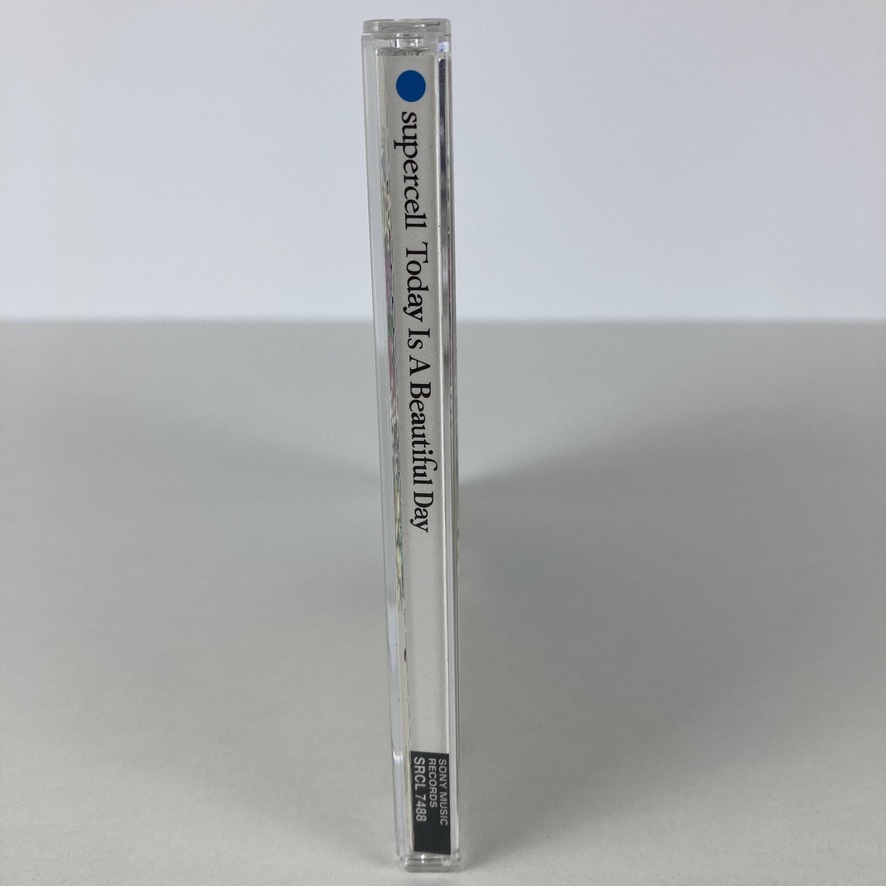 supercell Today Is A Beautiful Day
SONY MUSIC
RECORDS
SRCL 7488